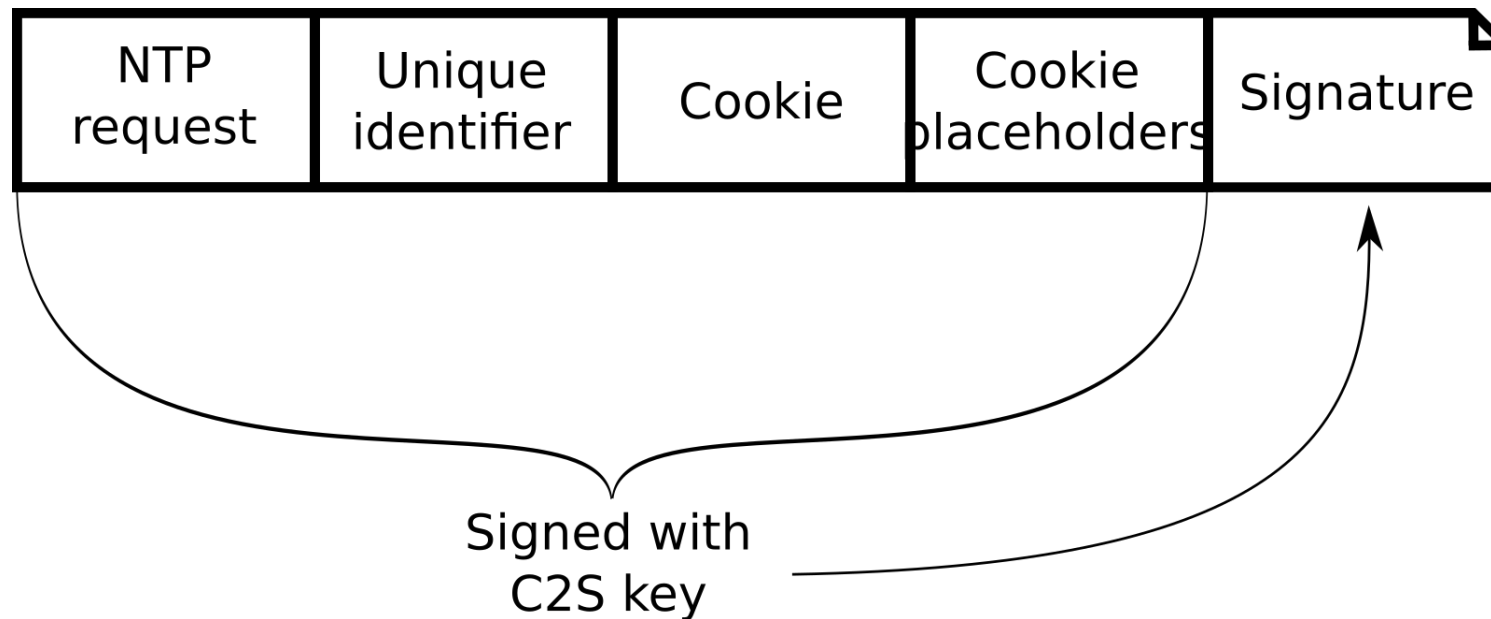 NTP
request
Unique
identifier
Cookie
Cookie
placeholders
Signature
Signed with
C2S key